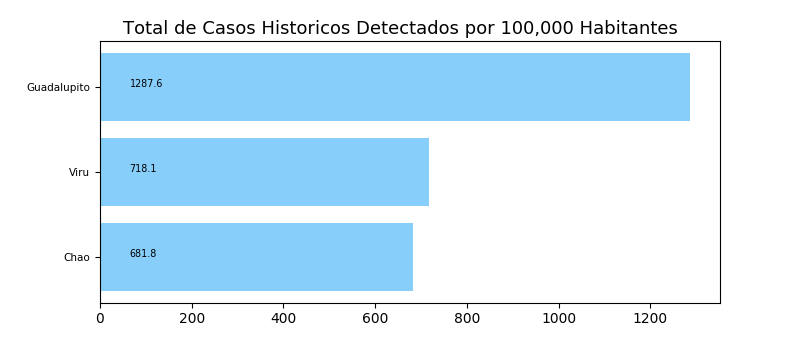 Total de Casos Historicos Detectados por 100,000 Habitantes
Guadalupito
1287.6
Viru
718.1
Chao
681.8
0 200 400 600 800 1000 1200